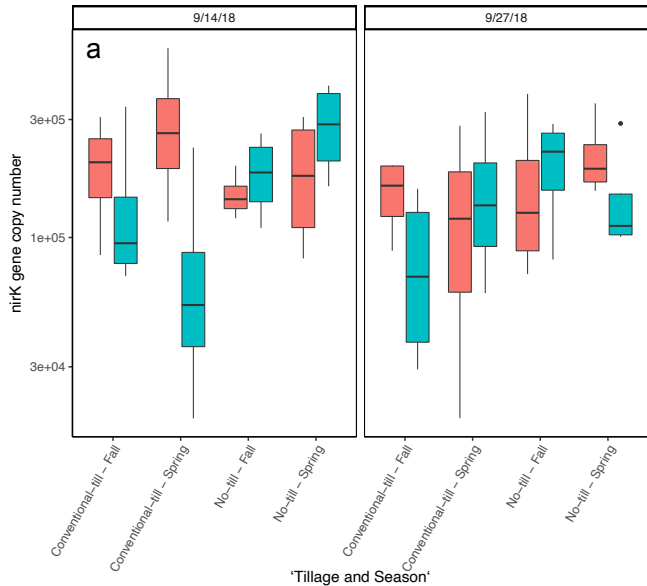 9/14/18
9/27/18
a
nirK gene copy number
3e+05
1e+05
3e+04
Conventional−till − Fall
Conventional−till − Spring
No−till − Fall
No−till − Spring
Conventional−till − Fall
Conventional−till − Spring
No−till − Fall
No−till − Spring
‘Tillage and Season‘